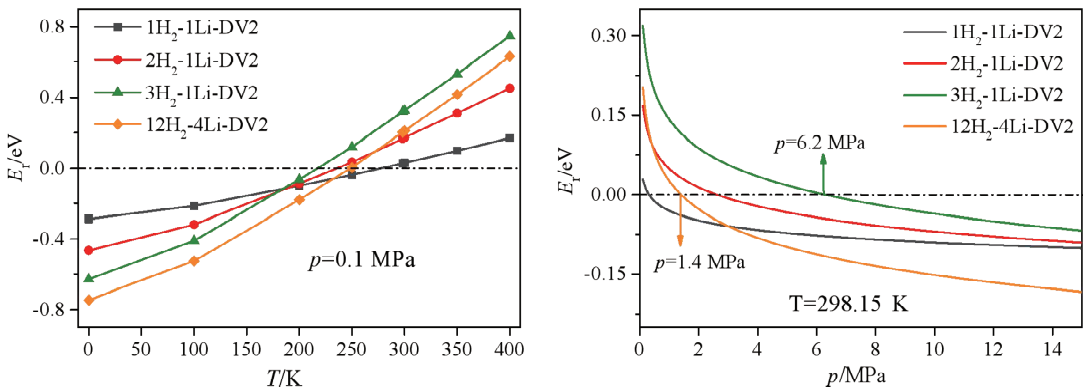 0.8
0.4
0.0
-0.4
-0.8
E_r/eV
1H₂-1Li-DV2
2H₂-1Li-DV2
3H₂-1Li-DV2
12H₂-4Li-DV2
p=0.1 MPa
0 50 100 150 200 250 300 350 400
T/K
0.30
0.15
0.00
-0.15
E_r/eV
1H₂-1Li-DV2
2H₂-1Li-DV2
3H₂-1Li-DV2
12H₂-4Li-DV2
p=6.2 MPa
p=1.4 MPa
T=298.15 K
0 2 4 6 8 10 12 14
p/MPa